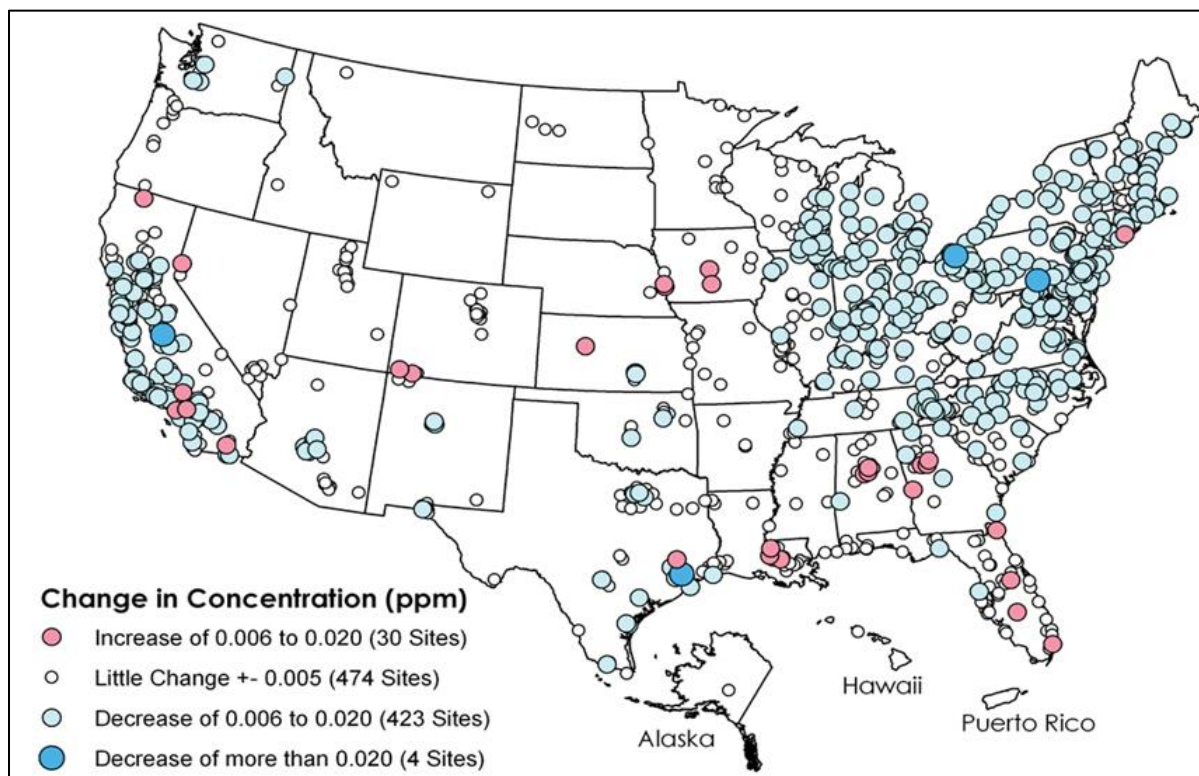 Change in Concentration (ppm)
Increase of 0.006 to 0.020 (30 Sites)
Little Change +- 0.005 (474 Sites)
Decrease of 0.006 to 0.020 (423 Sites)
Decrease of more than 0.020 (4 Sites)
Alaska
Hawaii
Puerto Rico